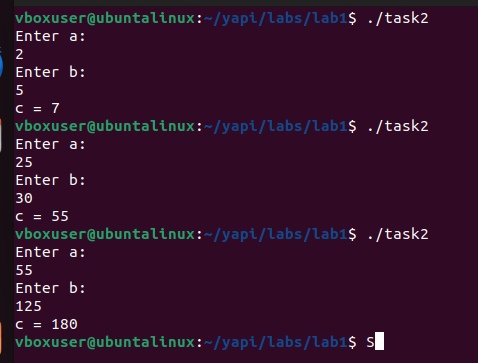 vboxuser@ubuntalinux:~/yapi/labs/lab1$ ./task2
Enter a:
2
Enter b:
5
c = 7
vboxuser@ubuntalinux:~/yapi/labs/lab1$ ./task2
Enter a:
25
Enter b:
30
c = 55
vboxuser@ubuntalinux:~/yapi/labs/lab1$ ./task2
Enter a:
55
Enter b:
125
c = 180
vboxuser@ubuntalinux:~/yapi/labs/lab1$ S